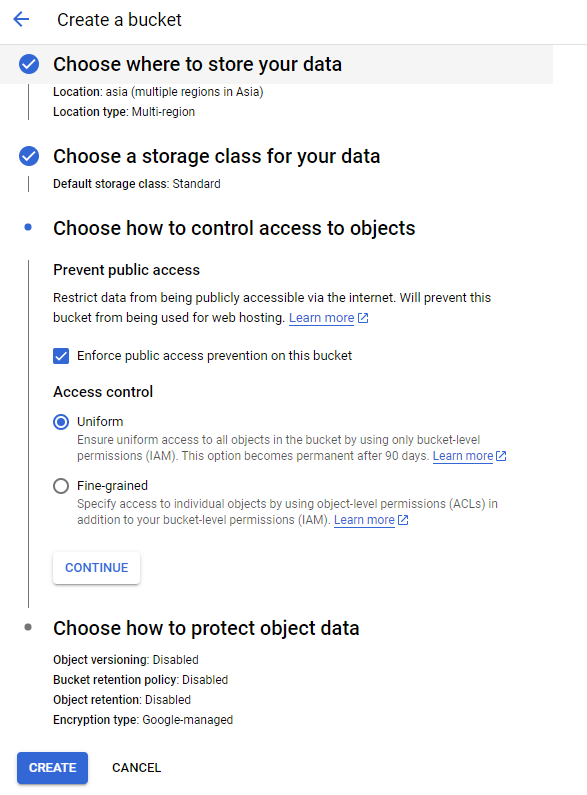 Create a bucket
Choose where to store your data
Location: asia (multiple regions in Asia)
Location type: Multi-region
Choose a storage class for your data
Default storage class: Standard
Choose how to control access to objects
Prevent public access
Restrict data from being publicly accessible via the internet. Will prevent this
bucket from being used for web hosting. Learn more
Enforce public access prevention on this bucket
Access control
Uniform
Ensure uniform access to all objects in the bucket by using only bucket-level
permissions (IAM). This option becomes permanent after 90 days. Learn more
Fine-grained
Specify access to individual objects by using object-level permissions (ACLs) in
addition to your bucket-level permissions (IAM). Learn more
CONTINUE
Choose how to protect object data
Object versioning: Disabled
Bucket retention policy: Disabled
Object retention: Disabled
Encryption type: Google-managed
CREATE CANCEL